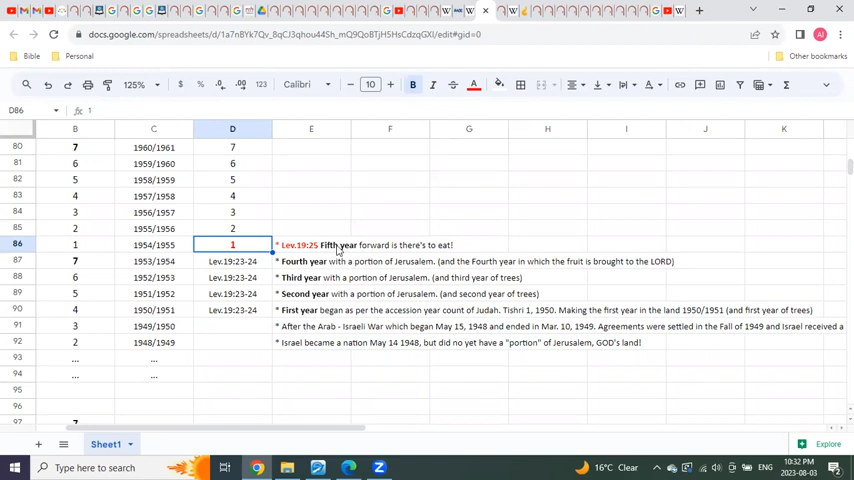 docs.google.com/spreadsheets/d/1a7nBYk7Qv_8qCJ3qhou44Sh_mQ9QoBTjH5HsCdzqGXI/edit#gid=0
AI
Bible Personal Other bookmarks
125% $ % .0 .00 123 Calibri 10 B I A
D86 fx 1
B C D E F G H I J K
80 7 1960/1961 7
81 6 1959/1960 6
82 5 1958/1959 5
83 4 1957/1958 4
84 3 1956/1957 3
85 2 1955/1956 2
86 1 1954/1955 1 * Lev.19:25 Fifth year forward is there's to eat!
87 7 1953/1954 Lev.19:23-24 * Fourth year with a portion of Jerusalem. (and the Fourth year in which the fruit is brought to the LORD)
88 6 1952/1953 Lev.19:23-24 * Third year with a portion of Jerusalem. (and third year of trees)
89 5 1951/1952 Lev.19:23-24 * Second year with a portion of Jerusalem. (and second year of trees)
90 4 1950/1951 Lev.19:23-24 * First year began as per the accession year count of Judah. Tishri 1, 1950. Making the first year in the land 1950/1951 (and first year of trees)
91 3 1949/1950 * After the Arab - Israeli War which began May 15, 1948 and ended in Mar. 10, 1949. Agreements were settled in the Fall of 1949 and Israel received a
92 2 1948/1949 * Israel became a nation May 14 1948, but did no yet have a "portion" of Jerusalem, GOD's land!
93 ... ...
94 ... ...
95
96
97 7
Sheet1 Explore
Type here to search 16°C Clear ENG 10:32 PM
2023-08-03